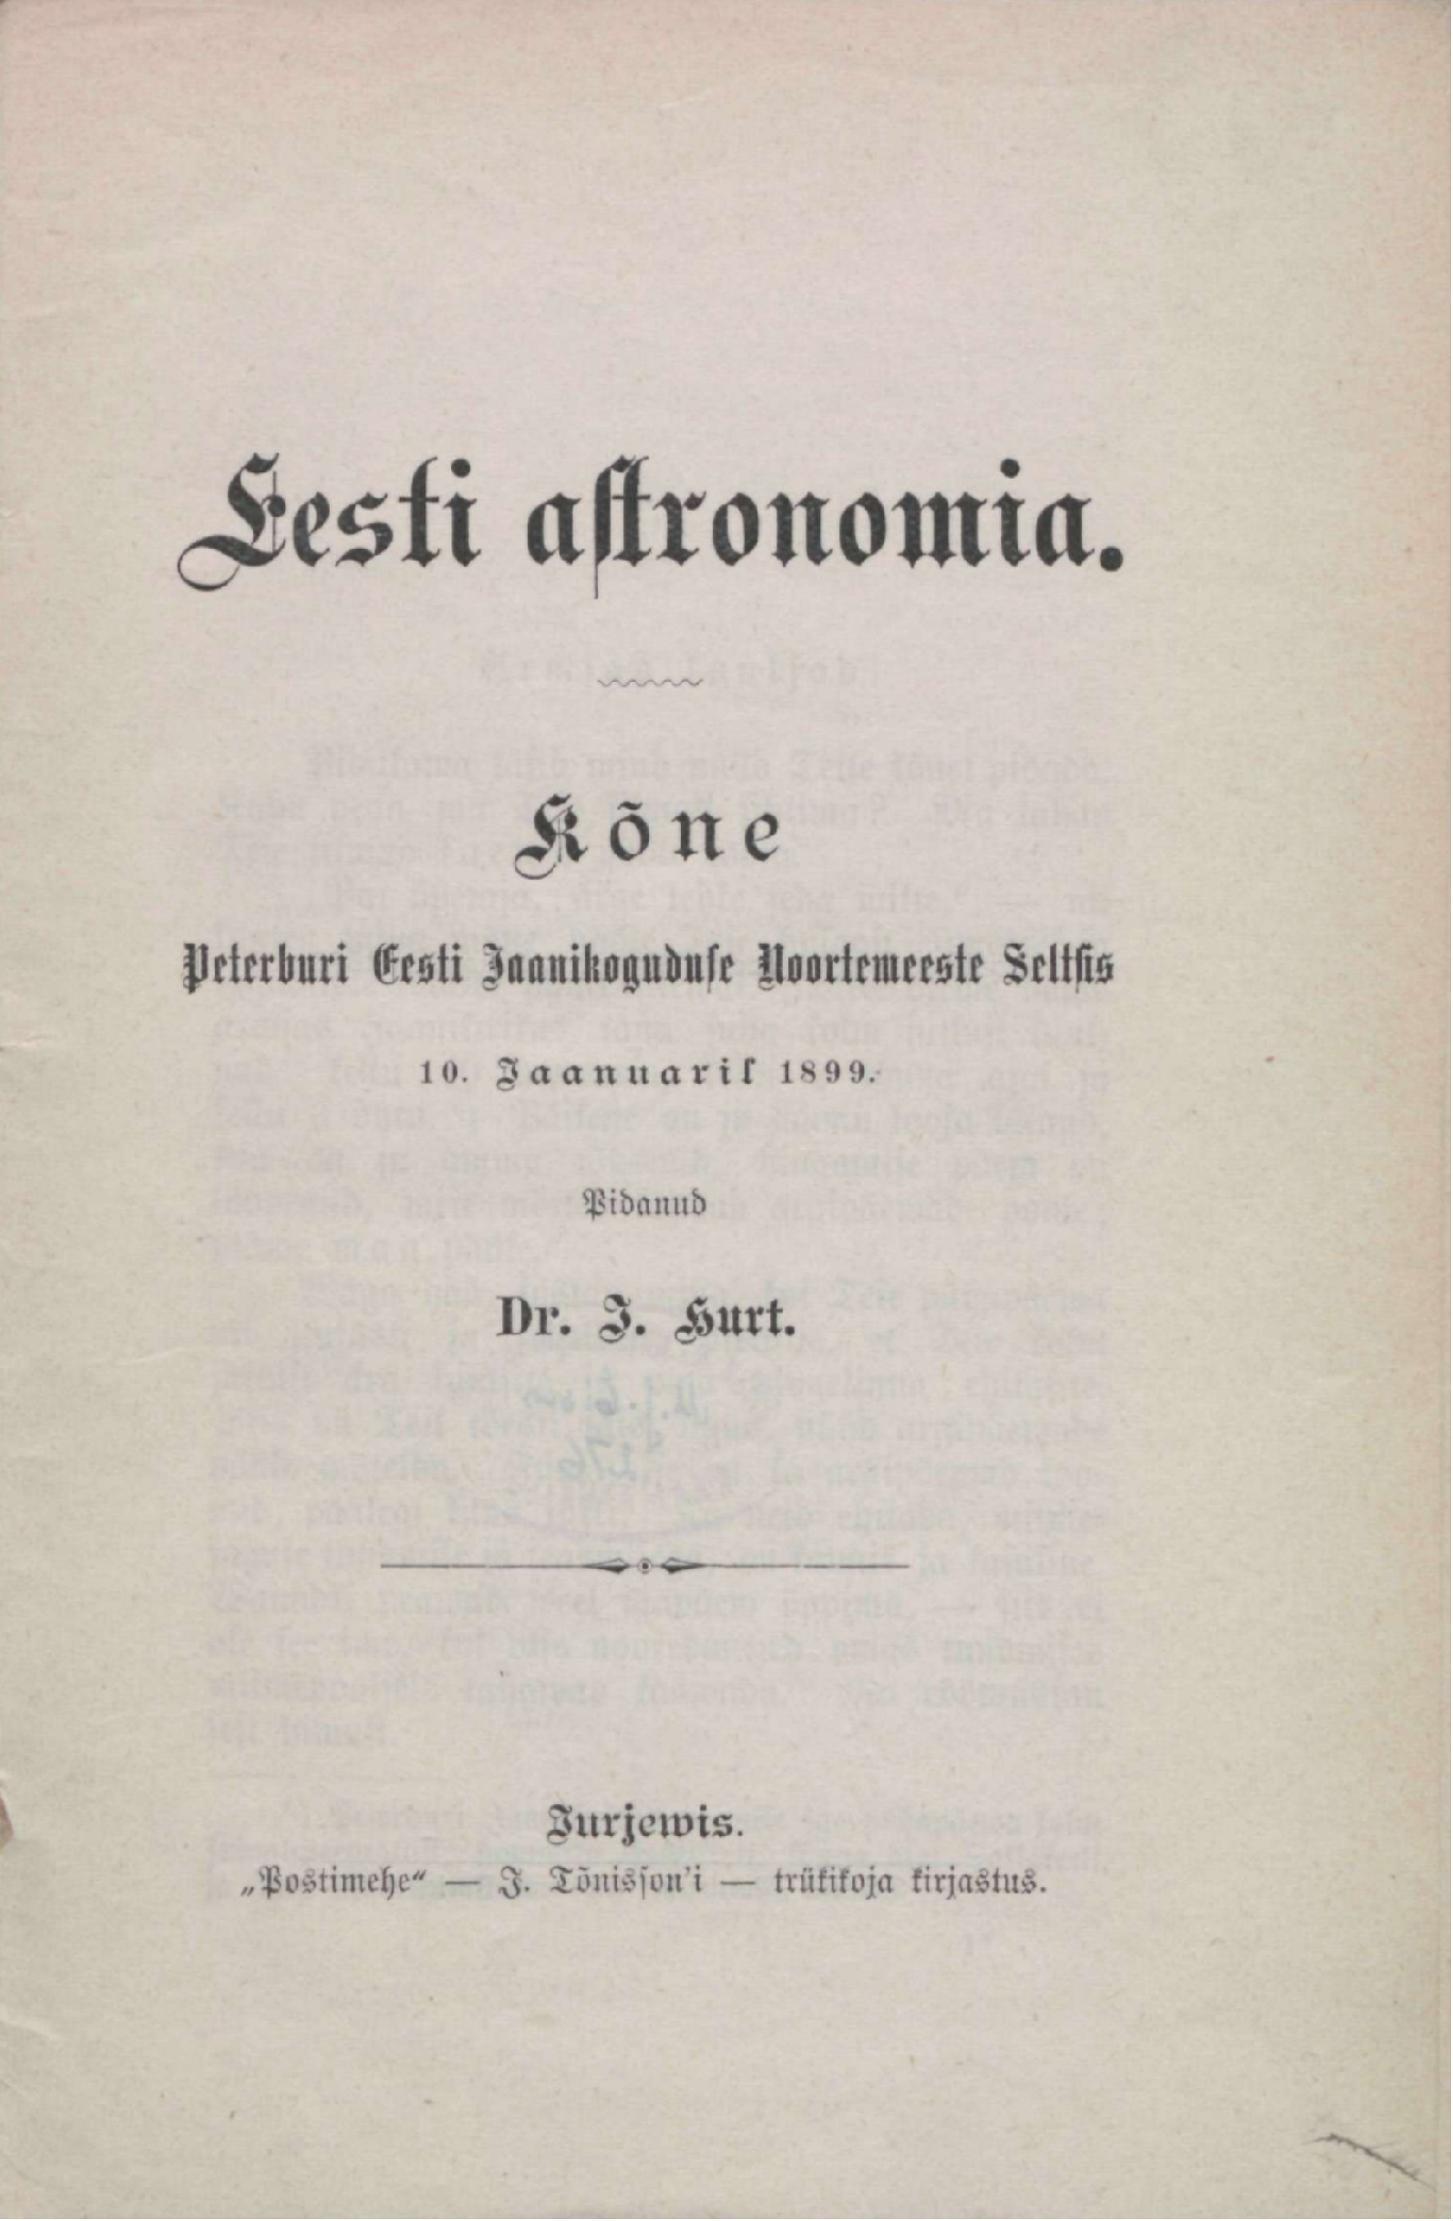 Eesti astronomia.
Kõne
Peterburi Eesti Jaanikoguduse Noortemeeste Seltsis
10. Jaanuaril 1899.
Pidanud
Dr. J. Hurt.
Jurjewis.
„Postimehe“ — J. Tõnisson'i — trükikoja kirjastus.